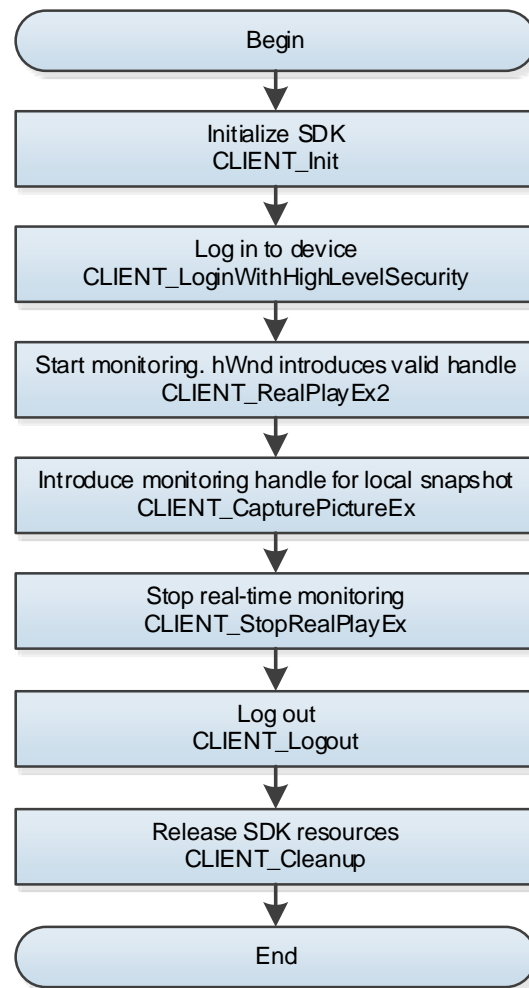 Begin
Initialize SDK
CLIENT_Init
Log in to device
CLIENT_LoginWithHighLevelSecurity
Start monitoring. hWnd introduces valid handle
CLIENT_RealPlayEx2
Introduce monitoring handle for local snapshot
CLIENT_CapturePictureEx
Stop real-time monitoring
CLIENT_StopRealPlayEx
Log out
CLIENT_Logout
Release SDK resources
CLIENT_Cleanup
End